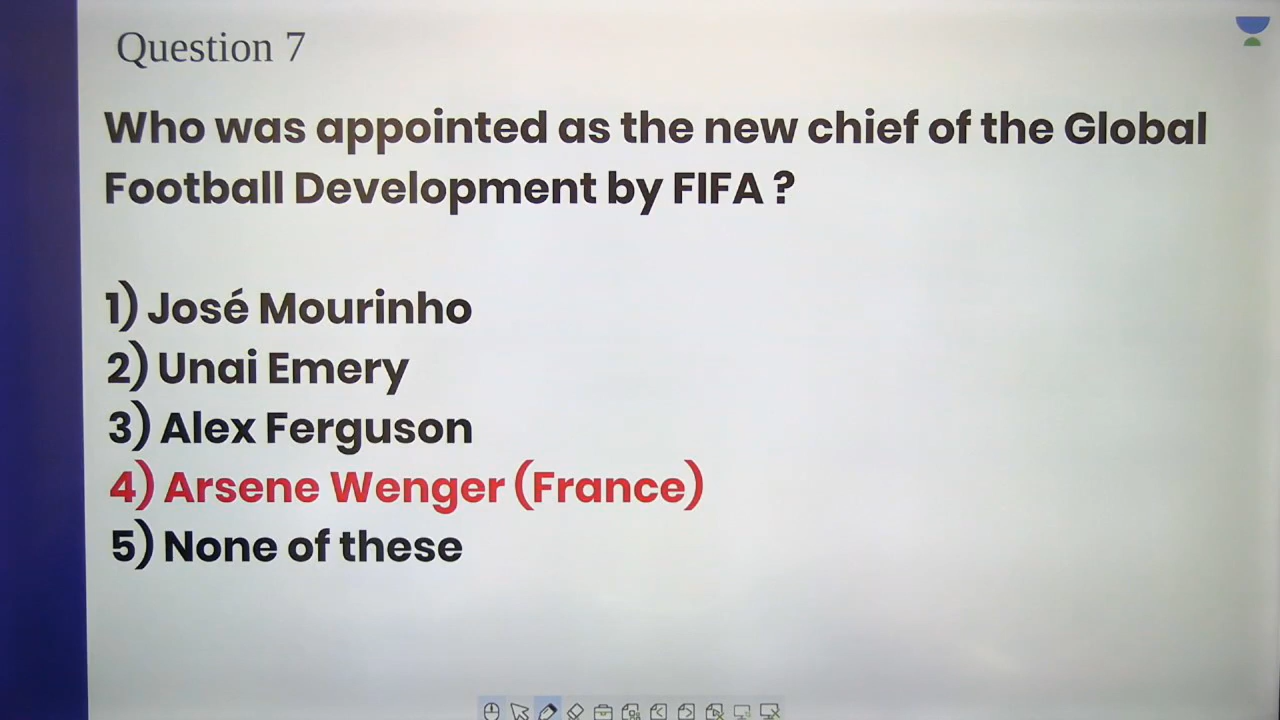 Question 7
Who was appointed as the new chief of the Global
Football Development by FIFA ?
1) José Mourinho
2) Unai Emery
3) Alex Ferguson
4) Arsene Wenger (France)
5) None of these